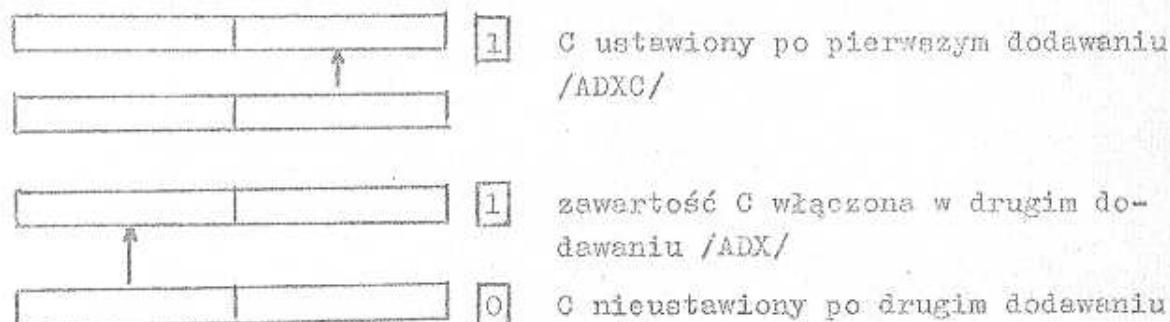 1 C ustawiony po pierwszym dodawaniu
/ADXC/
1 zawartość C włączona w drugim do-
dawaniu /ADX/
0 C nieustawiony po drugim dodawaniu